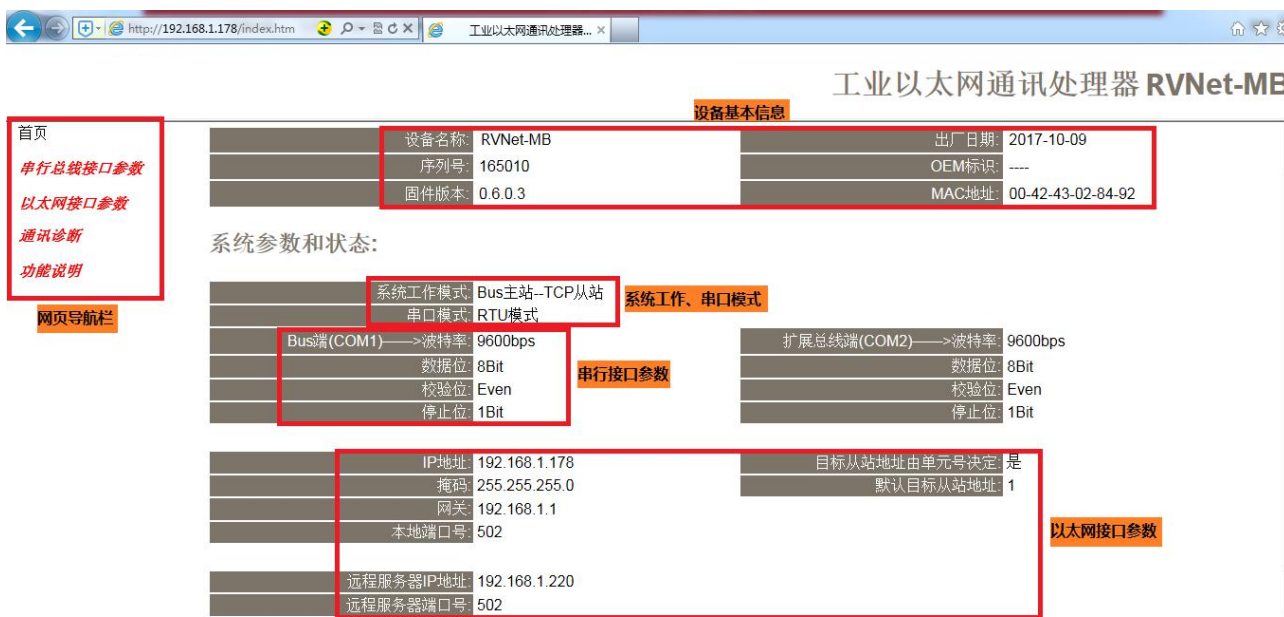 http://192.168.1.178/index.htm
工业以太网通讯处理器...
工业以太网通讯处理器 RVNet-MB
设备基本信息
首页
串行总线接口参数
以太网接口参数
通讯诊断
功能说明
网页导航栏
设备名称: RVNet-MB 出厂日期: 2017-10-09
序列号: 165010 OEM标识: ----
固件版本: 0.6.0.3 MAC地址: 00-42-43-02-84-92
系统参数和状态:
系统工作模式: Bus主站--TCP从站
串口模式: RTU模式
系统工作、串口模式
Bus端(COM1)——>波特率: 9600bps 扩展总线端(COM2)——>波特率: 9600bps
数据位: 8Bit 数据位: 8Bit
串行接口参数
校验位: Even 校验位: Even
停止位: 1Bit 停止位: 1Bit
IP地址: 192.168.1.178 目标从站地址由单元号决定: 是
掩码: 255.255.255.0 默认目标从站地址: 1
网关: 192.168.1.1
本地端口号: 502
以太网接口参数
远程服务器IP地址: 192.168.1.220
远程服务器端口号: 502